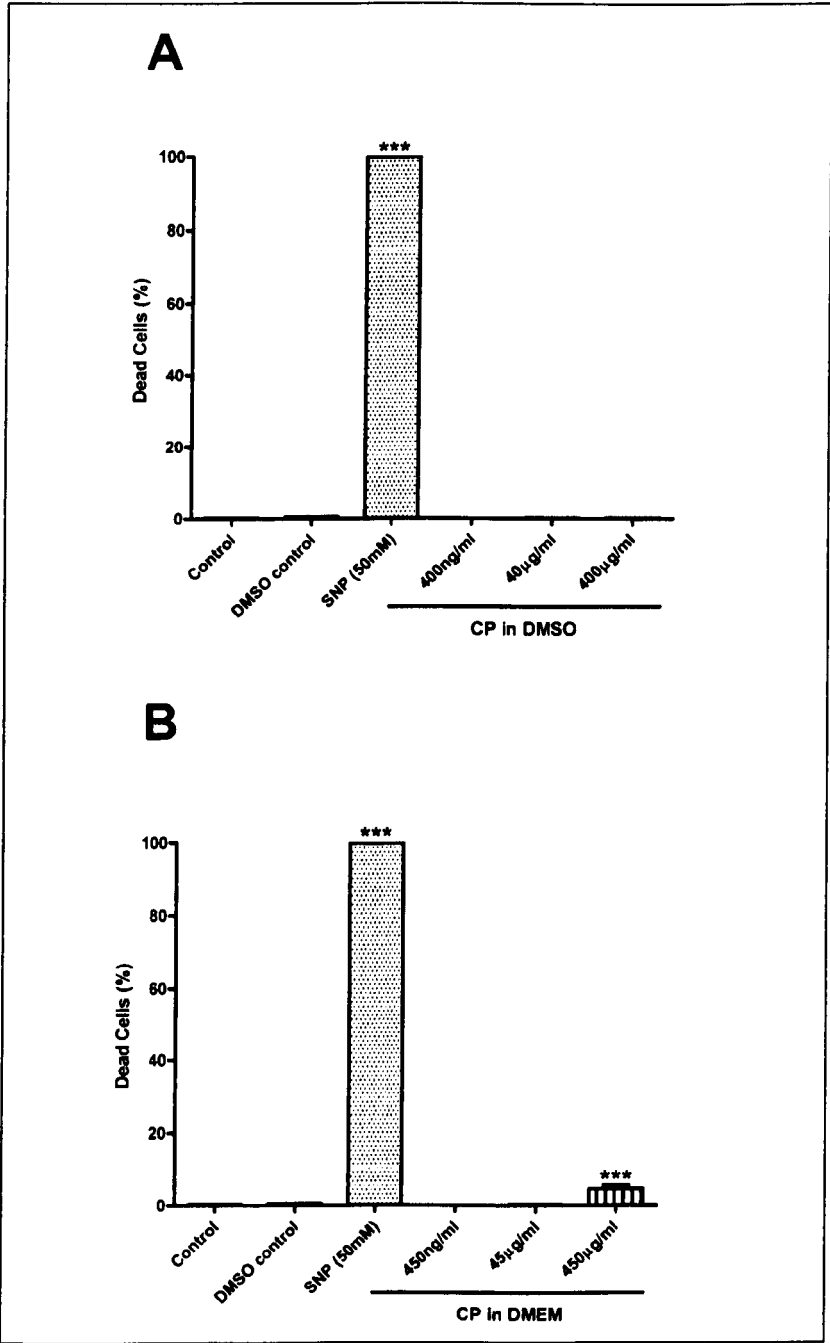 A
***
100
80
60
40
20
0
Dead Cells (%)
Control
DMSO control
SNP (50mM)
400ng/ml
40µg/ml
400µg/ml
CP in DMSO
B
***
100
80
60
40
20
0
Dead Cells (%)
***
Control
DMSO control
SNP (50mM)
450ng/ml
45µg/ml
450µg/ml
CP in DMEM